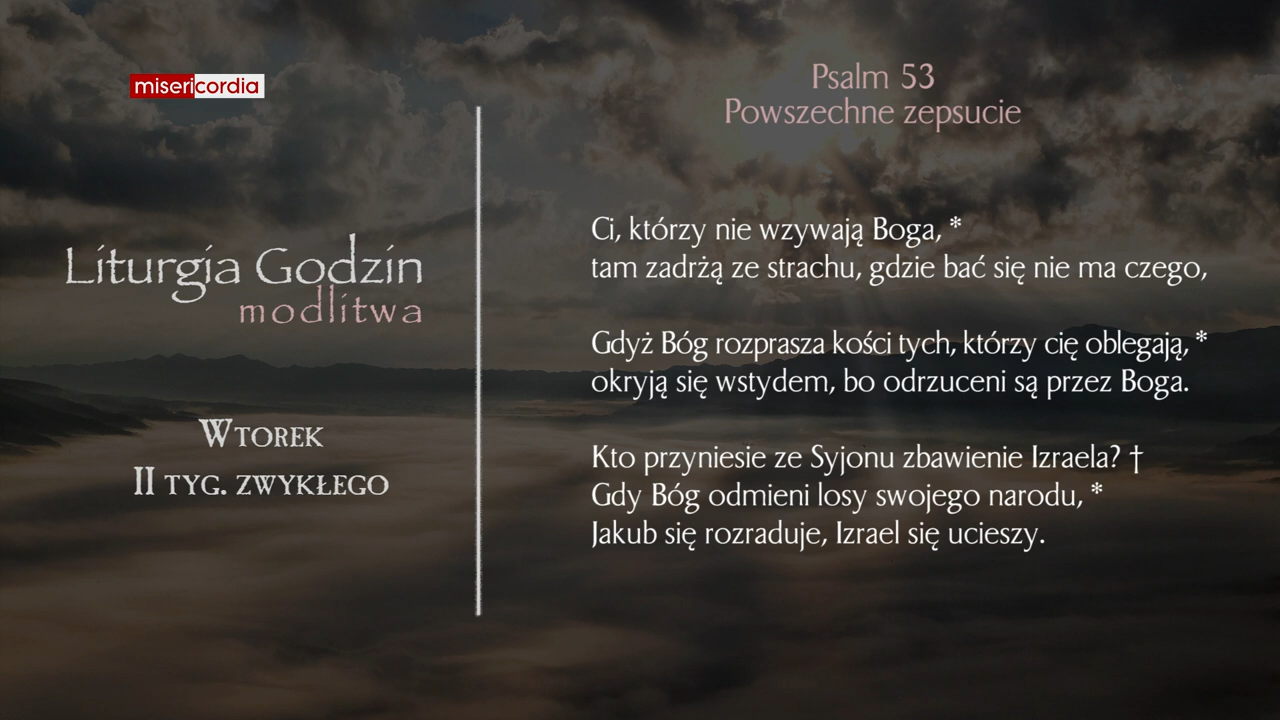 misericordia
Liturgia Godzin
modlitwa
Wtorek
II tyg. zwykłego
Psalm 53
Powszechne zepsucie
Ci, którzy nie wzywają Boga, *
tam zadrżą ze strachu, gdzie bać się nie ma czego,
Gdyż Bóg rozprasza kości tych, którzy cię oblegają, *
okryją się wstydem, bo odrzuceni są przez Boga.
Kto przyniesie ze Syjonu zbawienie Izraela? †
Gdy Bóg odmieni losy swojego narodu, *
Jakub się rozraduje, Izrael się ucieszy.